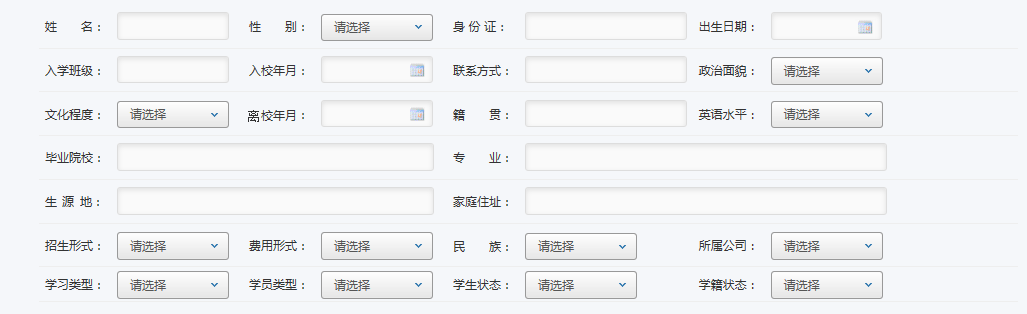 姓 名： 性 别： 请选择 身 份 证： 出生日期：
入学班级： 入校年月： 联系方式： 政治面貌： 请选择
文化程度： 请选择 离校年月： 籍 贯： 英语水平： 请选择
毕业院校： 专 业：
生 源 地： 家庭住址：
招生形式： 请选择 费用形式： 请选择 民 族： 请选择 所属公司： 请选择
学习类型： 请选择 学员类型： 请选择 学生状态： 请选择 学籍状态： 请选择